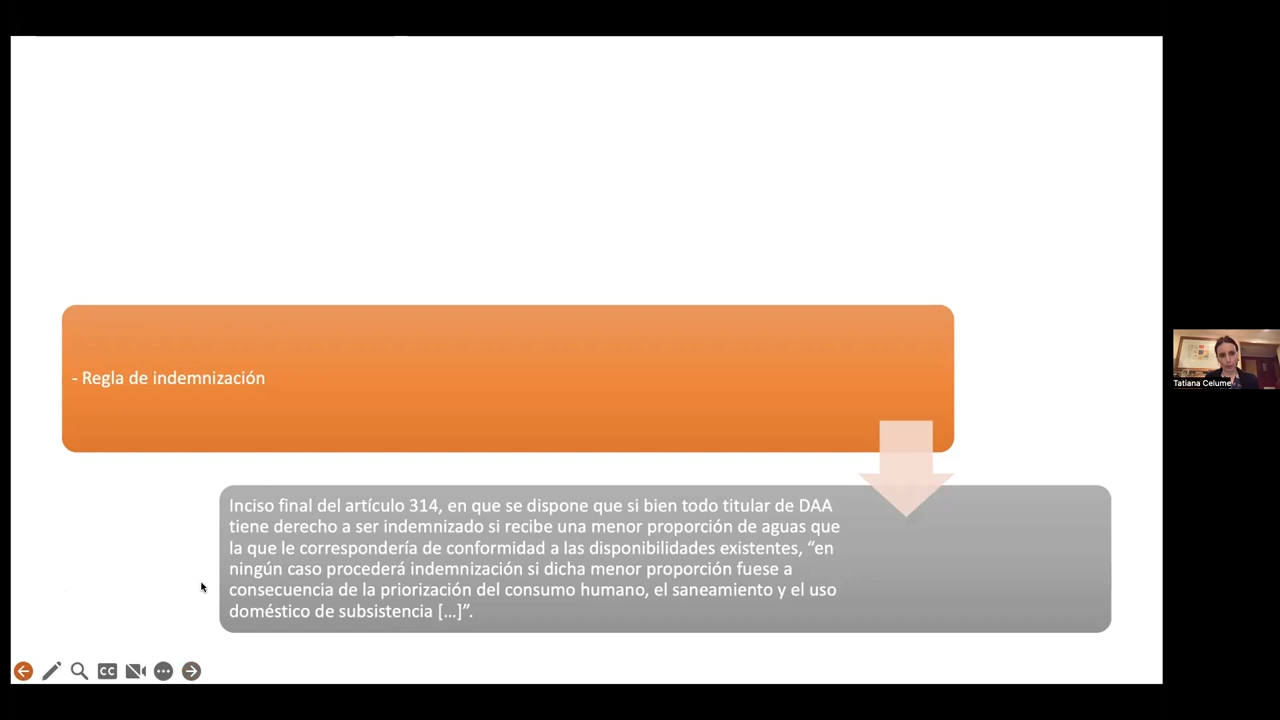 - Regla de indemnización
Inciso final del artículo 314, en que se dispone que si bien todo titular de DAA
tiene derecho a ser indemnizado si recibe una menor proporción de aguas que
la que le correspondería de conformidad a las disponibilidades existentes, “en
ningún caso procederá indemnización si dicha menor proporción fuese a
consecuencia de la priorización del consumo humano, el saneamiento y el uso
doméstico de subsistencia […]”.
Tatiana Celume
CC